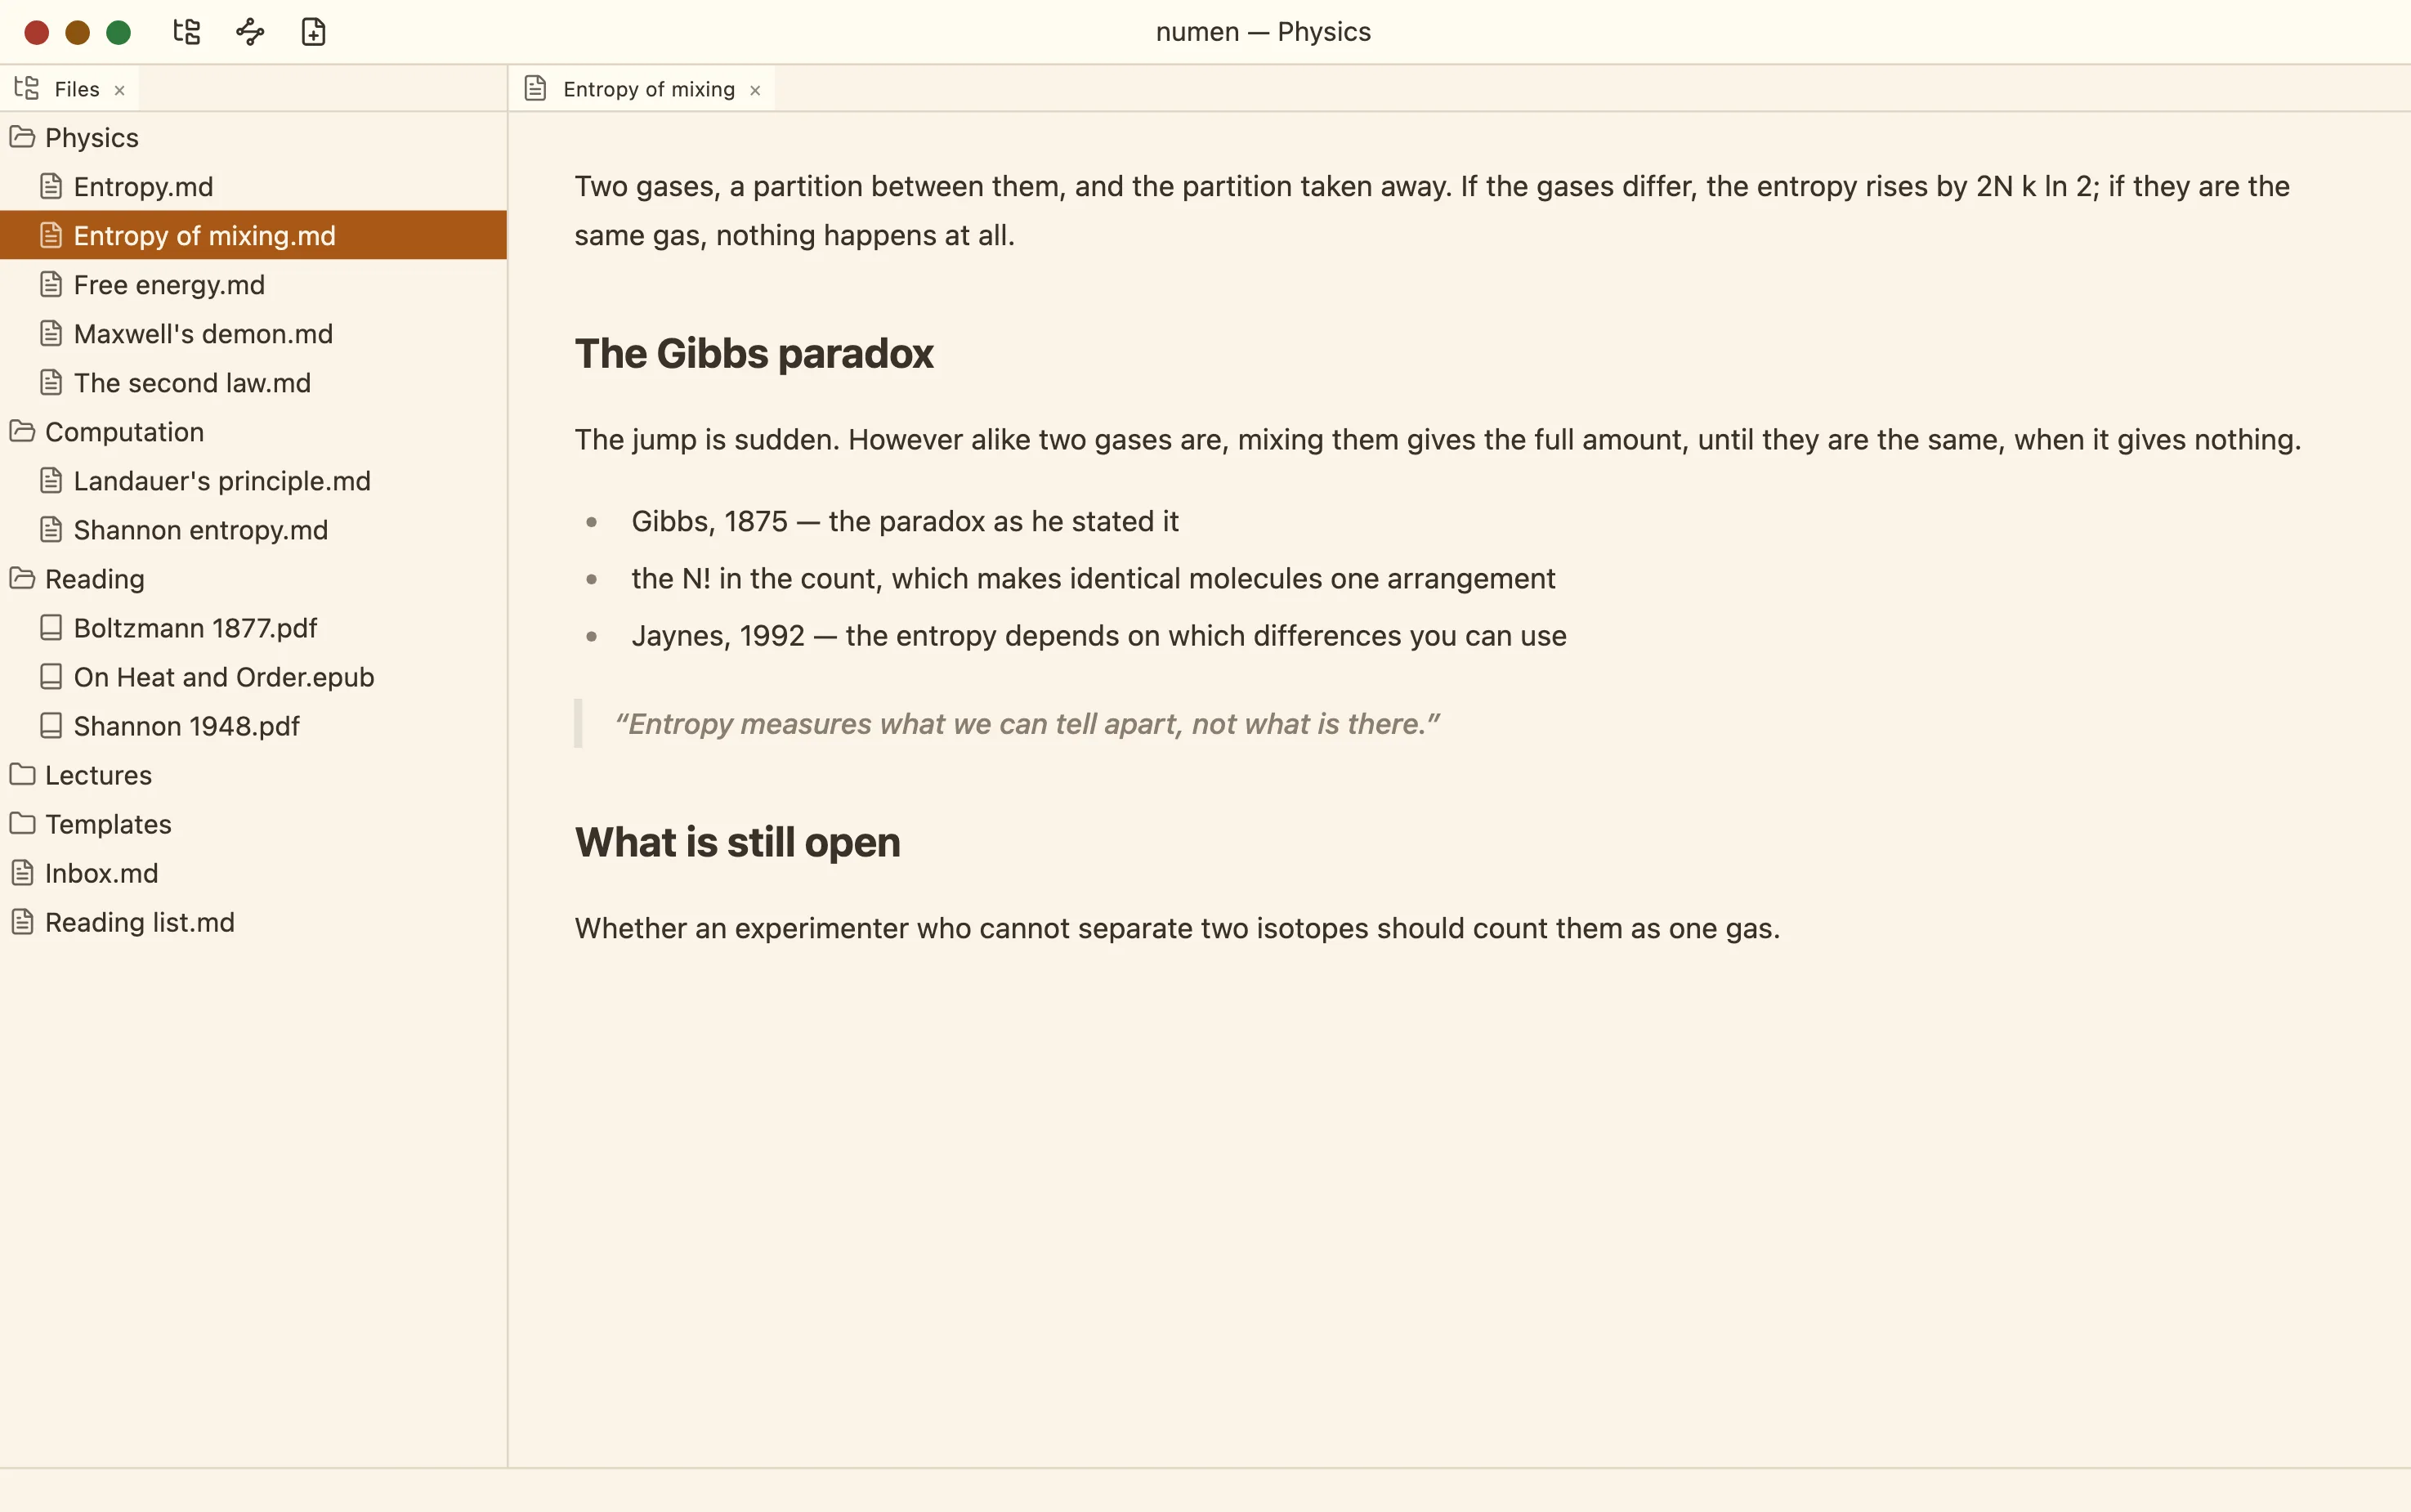 numen — Physics
Files ×
Entropy of mixing ×
Physics
Entropy.md
Entropy of mixing.md
Free energy.md
Maxwell's demon.md
The second law.md
Computation
Landauer's principle.md
Shannon entropy.md
Reading
Boltzmann 1877.pdf
On Heat and Order.epub
Shannon 1948.pdf
Lectures
Templates
Inbox.md
Reading list.md
Two gases, a partition between them, and the partition taken away. If the gases differ, the entropy rises by 2N k ln 2; if they are the
same gas, nothing happens at all.
The Gibbs paradox
The jump is sudden. However alike two gases are, mixing them gives the full amount, until they are the same, when it gives nothing.
• Gibbs, 1875 — the paradox as he stated it
• the N! in the count, which makes identical molecules one arrangement
• Jaynes, 1992 — the entropy depends on which differences you can use
“Entropy measures what we can tell apart, not what is there.”
What is still open
Whether an experimenter who cannot separate two isotopes should count them as one gas.